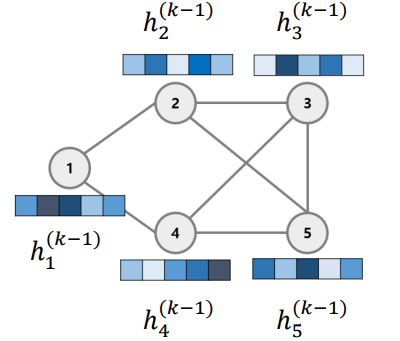 h_2^{(k-1)} h_3^{(k-1)}
2 3
1
h_1^{(k-1)}
4 5
h_4^{(k-1)} h_5^{(k-1)}